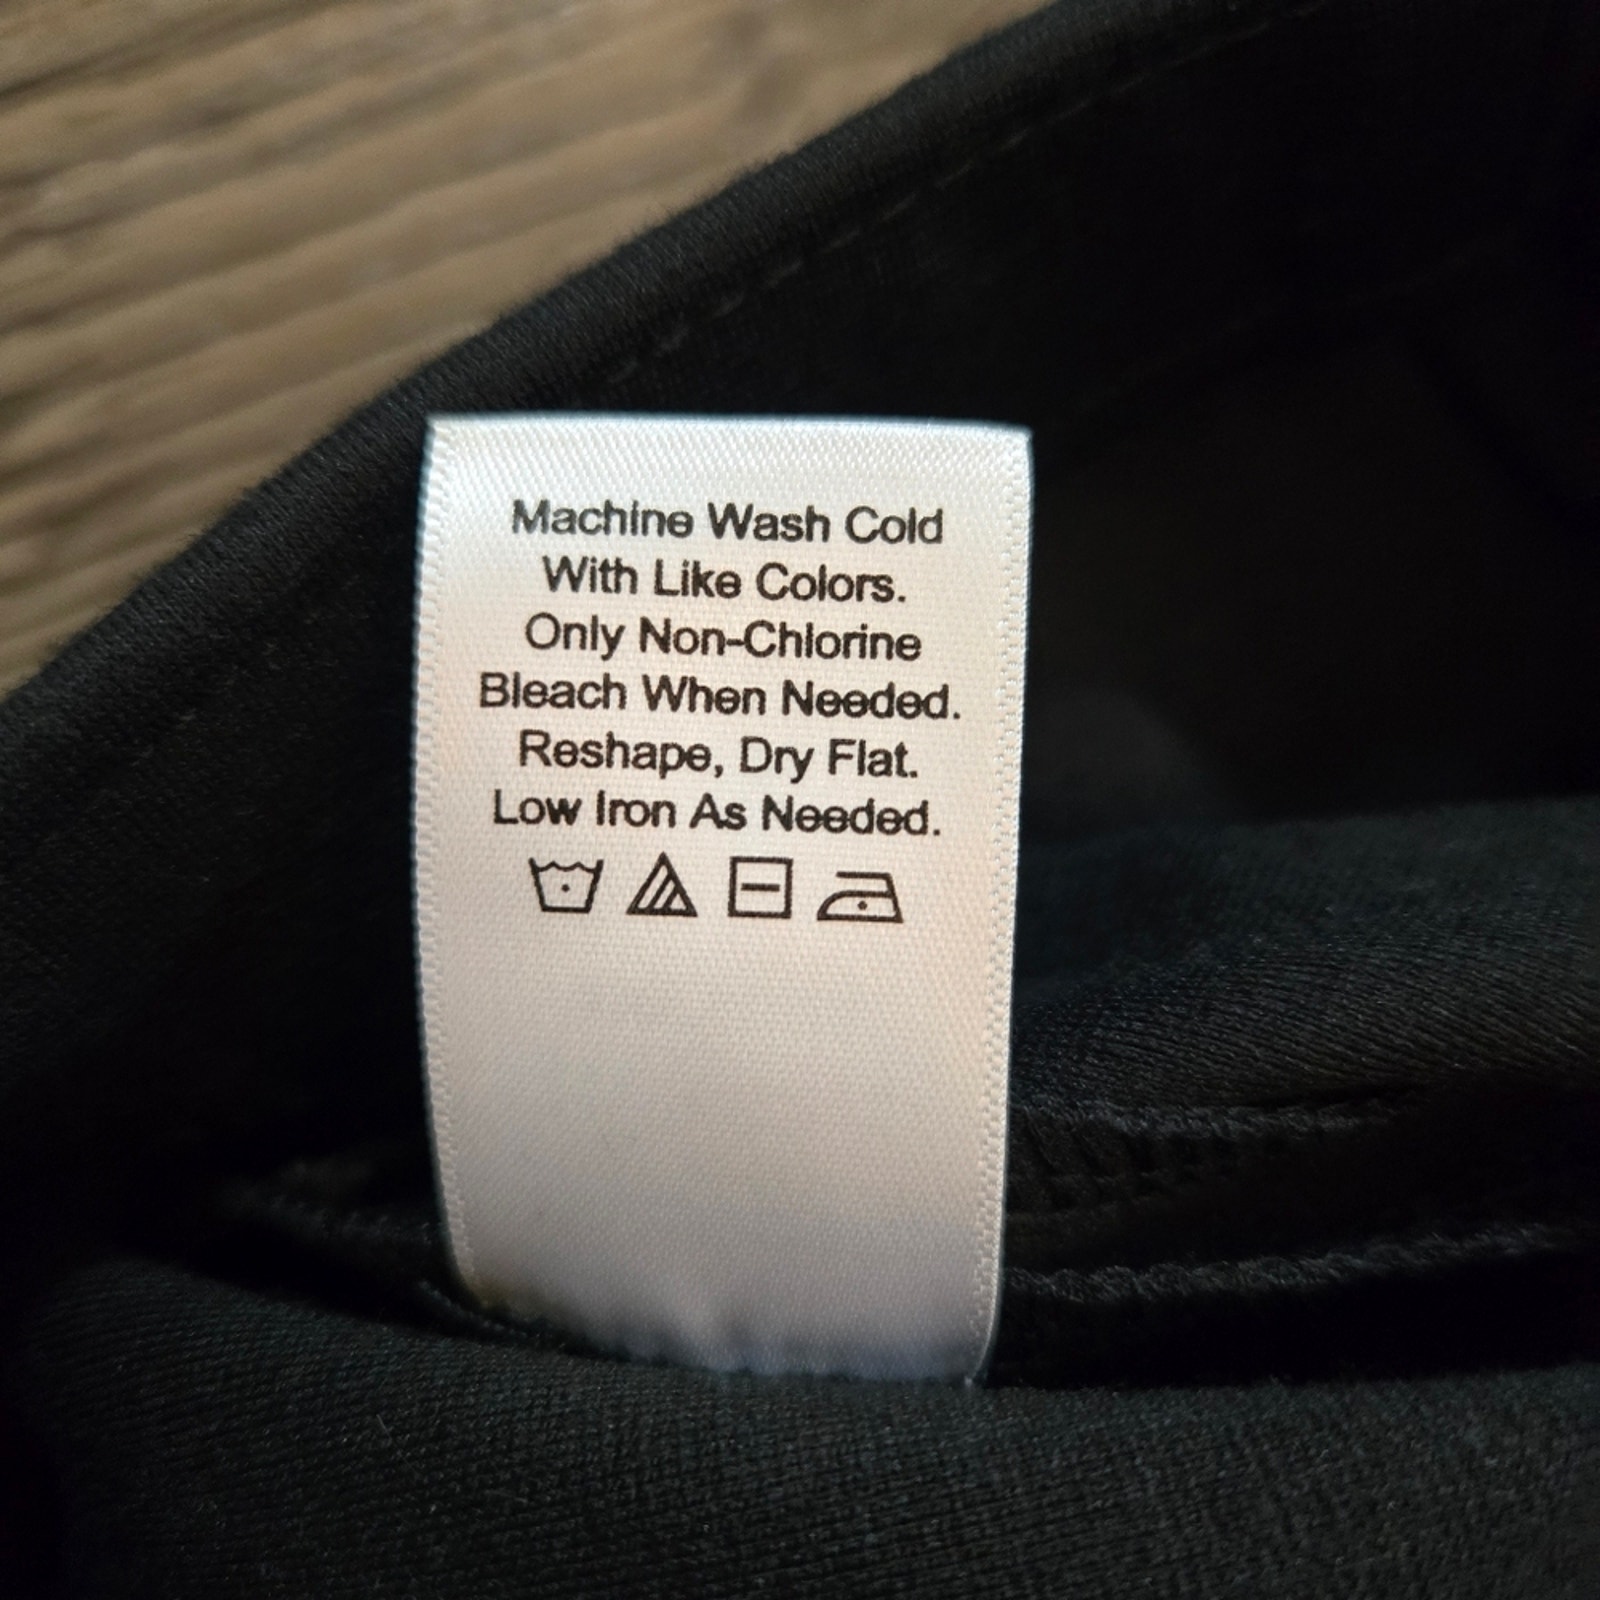 Machine Wash Cold
With Like Colors.
Only Non-Chlorine
Bleach When Needed.
Reshape, Dry Flat.
Low Iron As Needed.